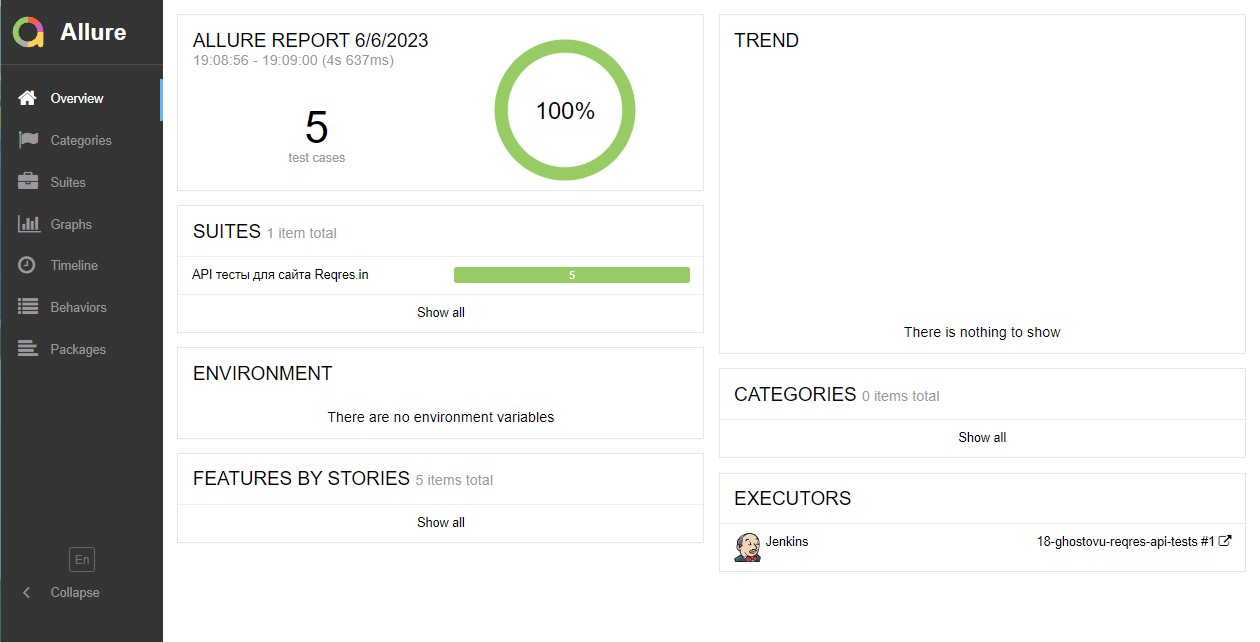 Allure
Overview
Categories
Suites
Graphs
Timeline
Behaviors
Packages
En
Collapse
ALLURE REPORT 6/6/2023
19:08:56 - 19:09:00 (4s 637ms)
5
test cases
100%
SUITES 1 item total
API тесты для сайта Reqres.in 5
Show all
ENVIRONMENT
There are no environment variables
FEATURES BY STORIES 5 items total
Show all
TREND
There is nothing to show
CATEGORIES 0 items total
Show all
EXECUTORS
Jenkins 18-ghostovu-reqres-api-tests #1